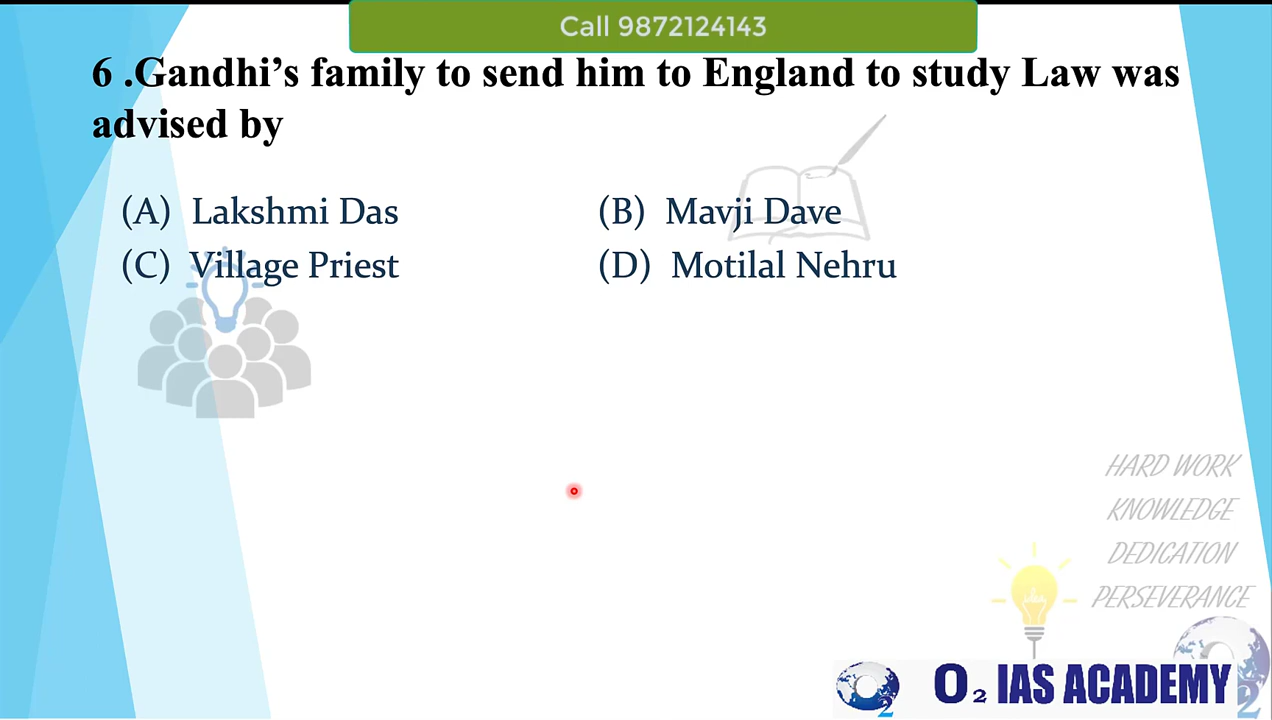 Call 9872124143
6 .Gandhi’s family to send him to England to study Law was
advised by
(A) Lakshmi Das (B) Mavji Dave
(C) Village Priest (D) Motilal Nehru
HARD WORK
KNOWLEDGE
DEDICATION
PERSEVERANCE
idea
O2 IAS ACADEMY